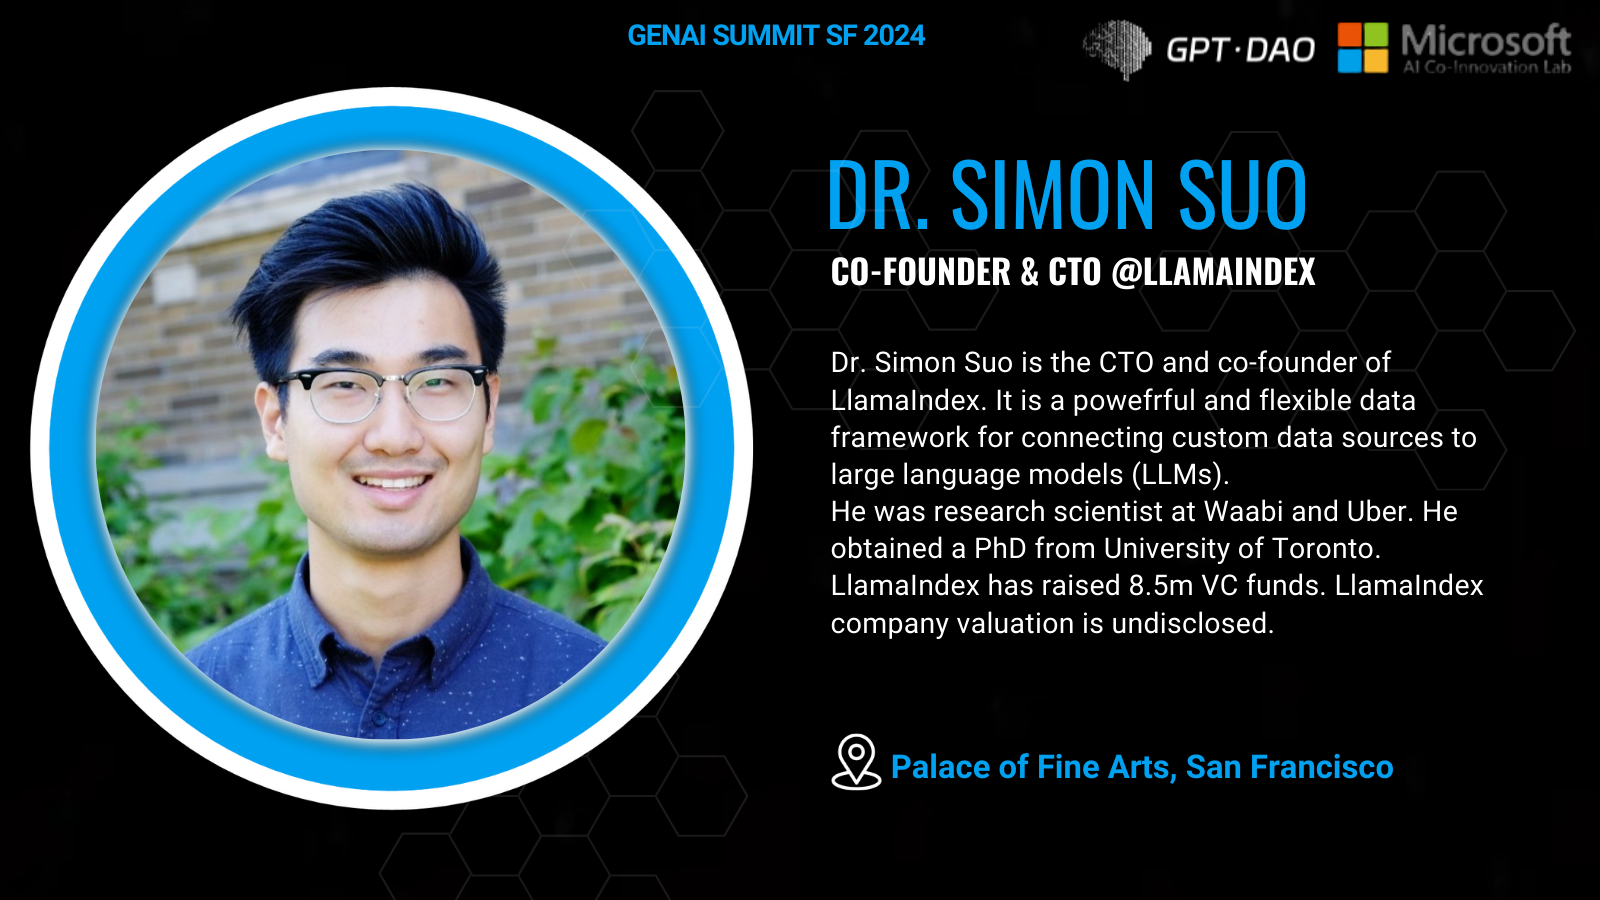 GENAI SUMMIT SF 2024
GPT·DAO
Microsoft
AI Co-Innovation Lab
DR. SIMON SUO
CO-FOUNDER & CTO @LLAMAINDEX
Dr. Simon Suo is the CTO and co-founder of
LlamaIndex. It is a powefrful and flexible data
framework for connecting custom data sources to
large language models (LLMs).
He was research scientist at Waabi and Uber. He
obtained a PhD from University of Toronto.
LlamaIndex has raised 8.5m VC funds. LlamaIndex
company valuation is undisclosed.
Palace of Fine Arts, San Francisco